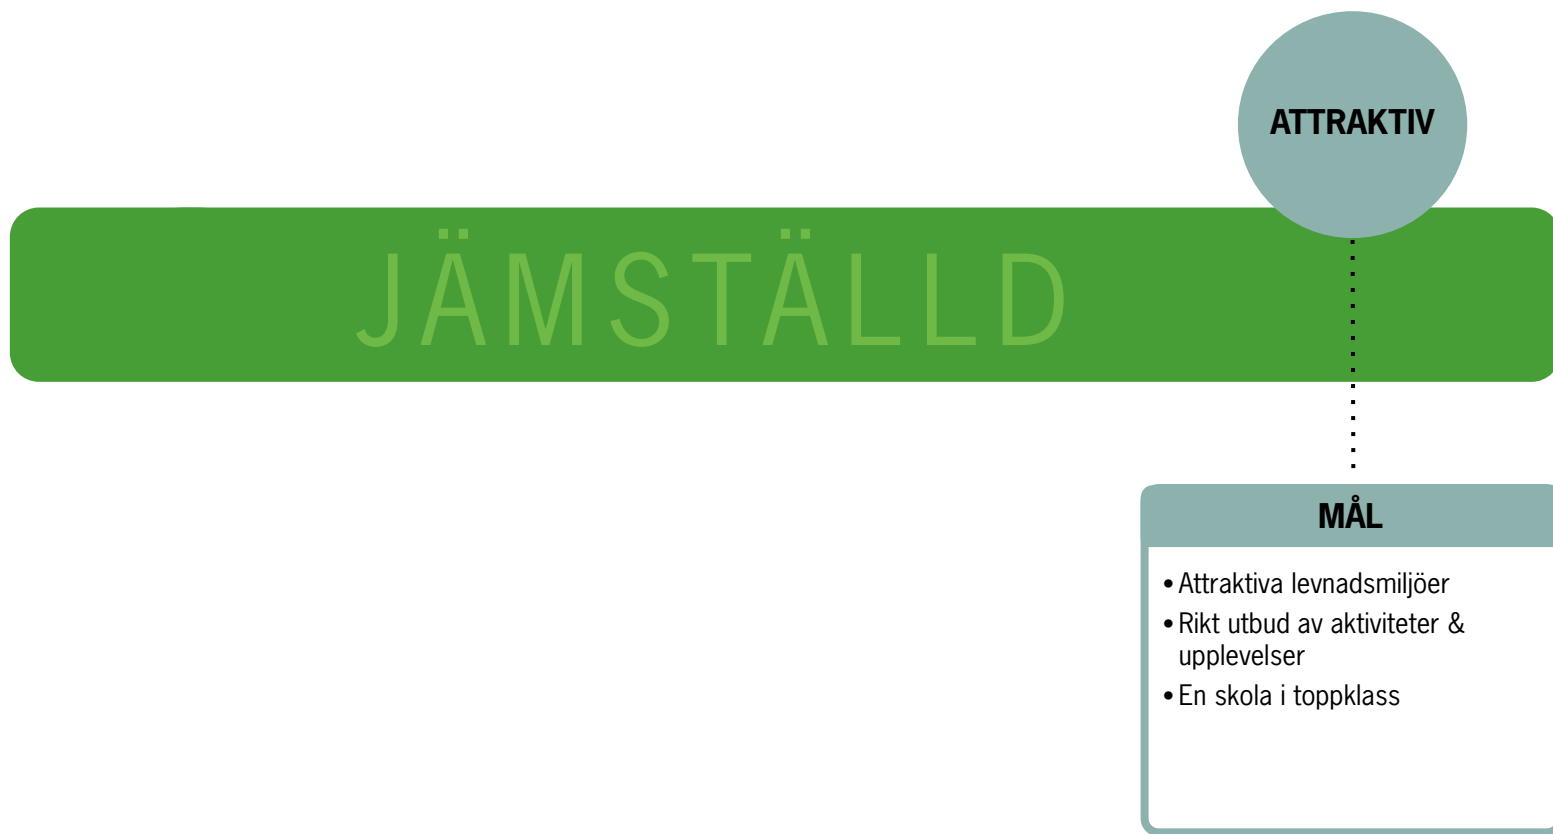 ATTRAKTIV
JÄMSTÄLLD
MÅL
• Attraktiva levnadsmiljöer
• Rikt utbud av aktiviteter &
upplevelser
• En skola i toppklass